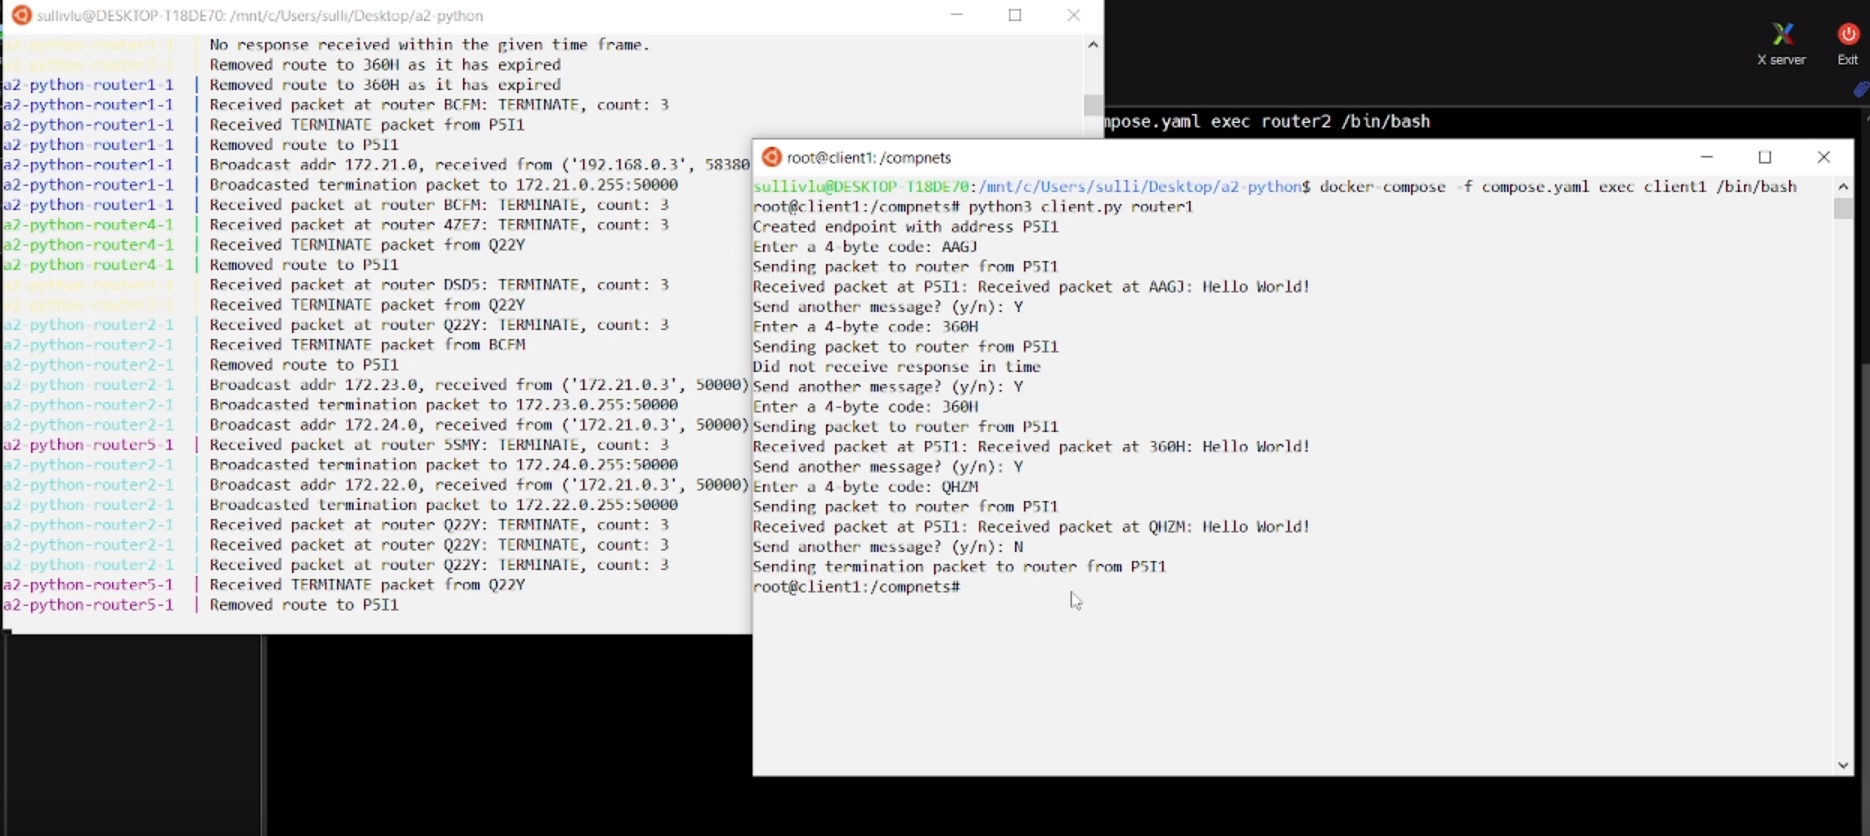 sullivlu@DESKTOP-T18DE70: /mnt/c/Users/sulli/Desktop/a2-python
| No response received within the given time frame.
| Removed route to 360H as it has expired
a2-python-router1-1 | Removed route to 360H as it has expired
a2-python-router1-1 | Received packet at router BCFM: TERMINATE, count: 3
a2-python-router1-1 | Received TERMINATE packet from P5I1
a2-python-router1-1 | Removed route to P5I1
a2-python-router1-1 | Broadcast addr 172.21.0, received from ('192.168.0.3', 58380
a2-python-router1-1 | Broadcasted termination packet to 172.21.0.255:50000
a2-python-router1-1 | Received packet at router BCFM: TERMINATE, count: 3
a2-python-router4-1 | Received packet at router 4ZE7: TERMINATE, count: 3
a2-python-router4-1 | Received TERMINATE packet from Q22Y
a2-python-router4-1 | Removed route to P5I1
| Received packet at router DSD5: TERMINATE, count: 3
| Received TERMINATE packet from Q22Y
a2-python-router2-1 | Received packet at router Q22Y: TERMINATE, count: 3
a2-python-router2-1 | Received TERMINATE packet from BCFM
a2-python-router2-1 | Removed route to P5I1
a2-python-router2-1 | Broadcast addr 172.23.0, received from ('172.21.0.3', 50000)
a2-python-router2-1 | Broadcasted termination packet to 172.23.0.255:50000
a2-python-router2-1 | Broadcast addr 172.24.0, received from ('172.21.0.3', 50000)
a2-python-router5-1 | Received packet at router 5SMY: TERMINATE, count: 3
a2-python-router2-1 | Broadcasted termination packet to 172.24.0.255:50000
a2-python-router2-1 | Broadcast addr 172.22.0, received from ('172.21.0.3', 50000)
a2-python-router2-1 | Broadcasted termination packet to 172.22.0.255:50000
a2-python-router2-1 | Received packet at router Q22Y: TERMINATE, count: 3
a2-python-router2-1 | Received packet at router Q22Y: TERMINATE, count: 3
a2-python-router2-1 | Received packet at router Q22Y: TERMINATE, count: 3
a2-python-router5-1 | Received TERMINATE packet from Q22Y
a2-python-router5-1 | Removed route to P5I1
X server
Exit
mpose.yaml exec router2 /bin/bash
root@client1: /compnets
sullivlu@DESKTOP-T18DE70:/mnt/c/Users/sulli/Desktop/a2-python$ docker-compose -f compose.yaml exec client1 /bin/bash
root@client1:/compnets# python3 client.py router1
Created endpoint with address P5I1
Enter a 4-byte code: AAGJ
Sending packet to router from P5I1
Received packet at P5I1: Received packet at AAGJ: Hello World!
Send another message? (y/n): Y
Enter a 4-byte code: 360H
Sending packet to router from P5I1
Did not receive response in time
Send another message? (y/n): Y
Enter a 4-byte code: 360H
Sending packet to router from P5I1
Received packet at P5I1: Received packet at 360H: Hello World!
Send another message? (y/n): Y
Enter a 4-byte code: QHZM
Sending packet to router from P5I1
Received packet at P5I1: Received packet at QHZM: Hello World!
Send another message? (y/n): N
Sending termination packet to router from P5I1
root@client1:/compnets#